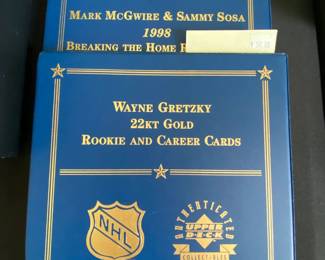 MARK MCGWIRE & SAMMY SOSA
1998
BREAKING THE HOME
WAYNE GRETZKY
22KT GOLD
ROOKIE AND CAREER CARDS
NHL
AUTHENTICATED
UPPER DECK
COLLECTIBLES